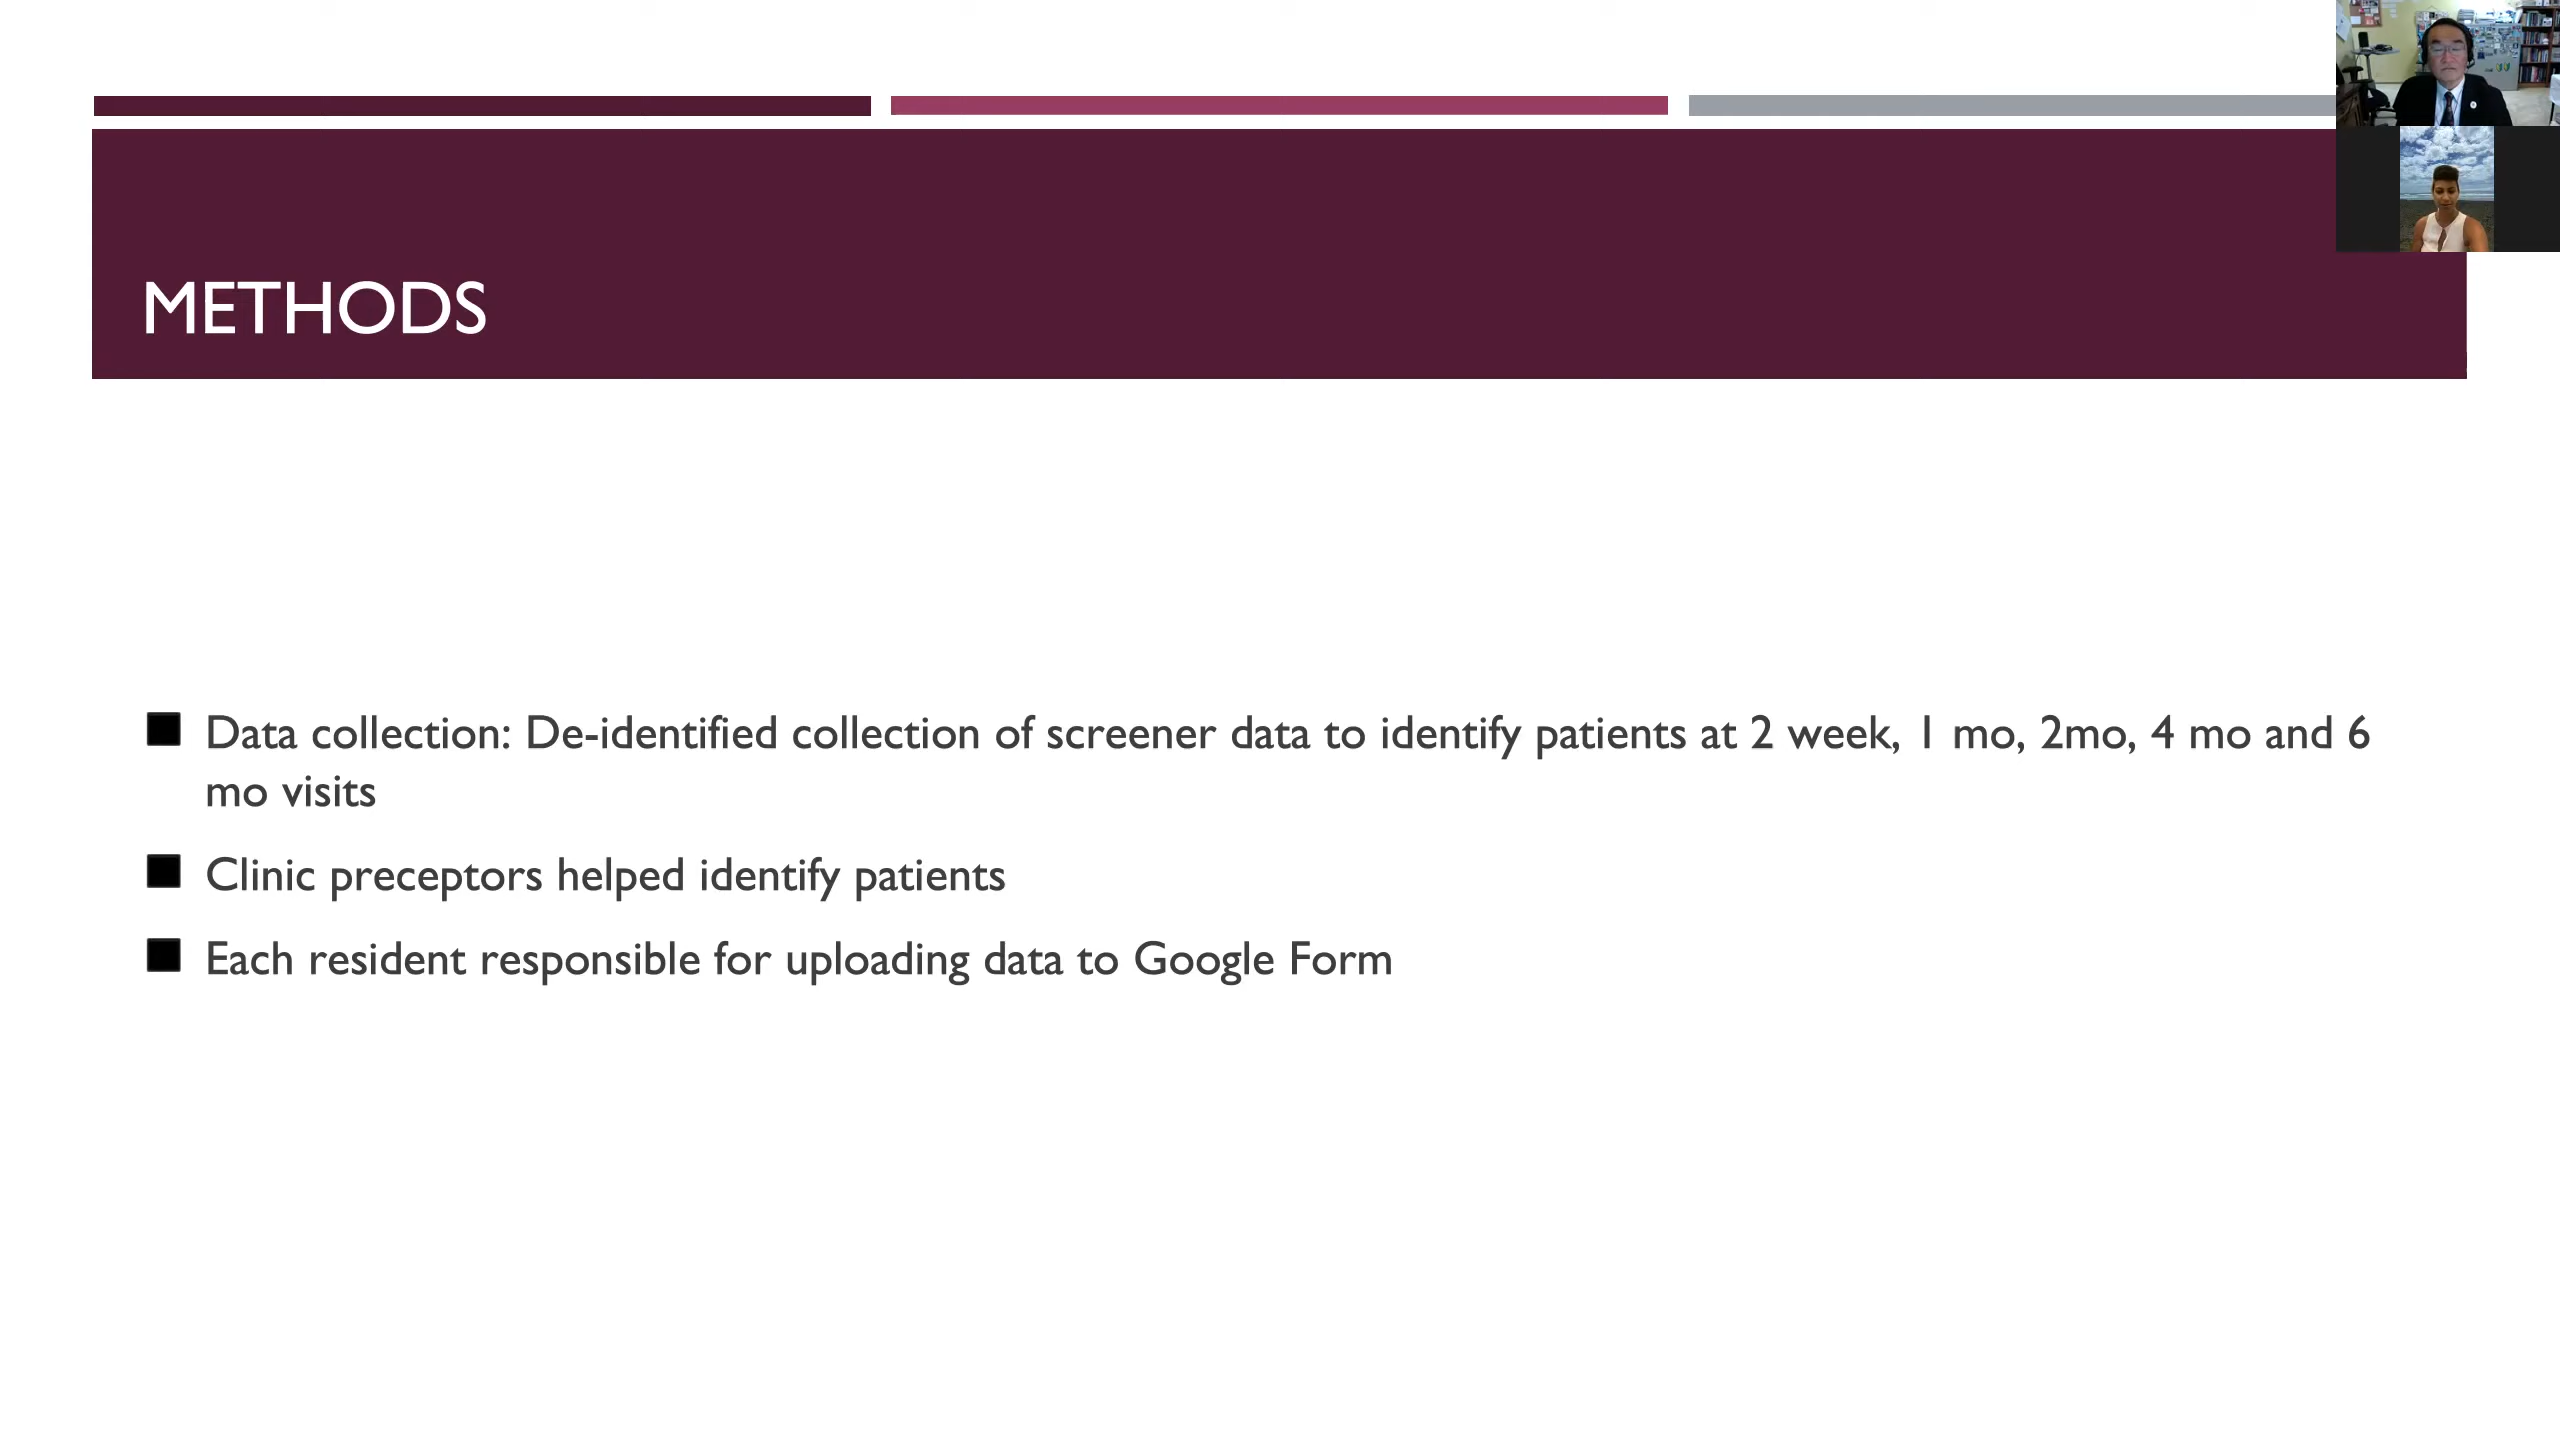 METHODS
Data collection: De-identified collection of screener data to identify patients at 2 week, 1 mo, 2mo, 4 mo and 6
mo visits
Clinic preceptors helped identify patients
Each resident responsible for uploading data to Google Form